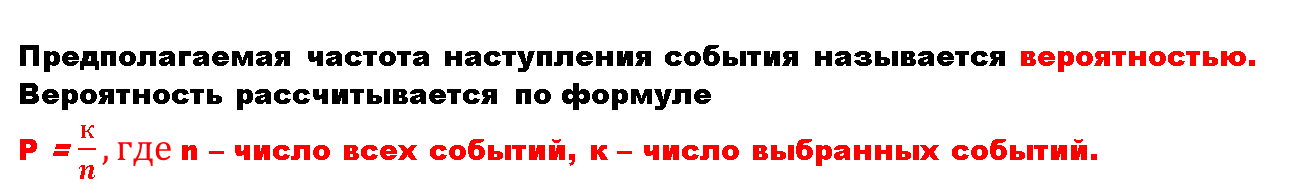 Предполагаемая частота наступления события называется вероятностью.
Вероятность рассчитывается по формуле
Р = к/n, где n – число всех событий, к – число выбранных событий.